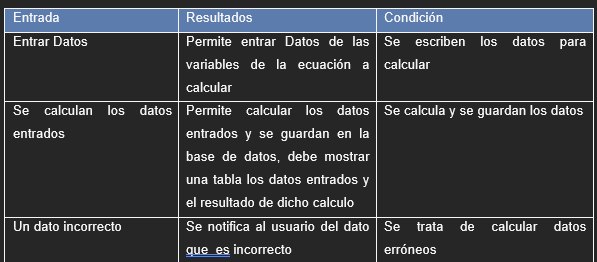 Entrada Resultados Condición
Entrar Datos
Permite entrar Datos de las
variables de la ecuación a
calcular
Se escriben los datos para
calcular
Se calculan los datos
entrados
Permite calcular los datos
entrados y se guardan en la
base de datos, debe mostrar
una tabla los datos entrados y
el resultado de dicho calculo
Se calcula y se guardan los datos
Un dato incorrecto
Se notifica al usuario del dato
que es incorrecto
Se trata de calcular datos
erróneos